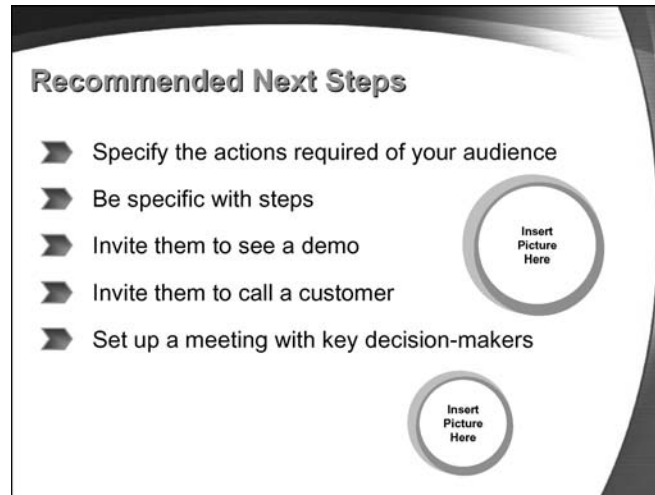 Recommended Next Steps
Specify the actions required of your audience
Be specific with steps
Invite them to see a demo
Invite them to call a customer
Set up a meeting with key decision-makers
Insert
Picture
Here
Insert
Picture
Here